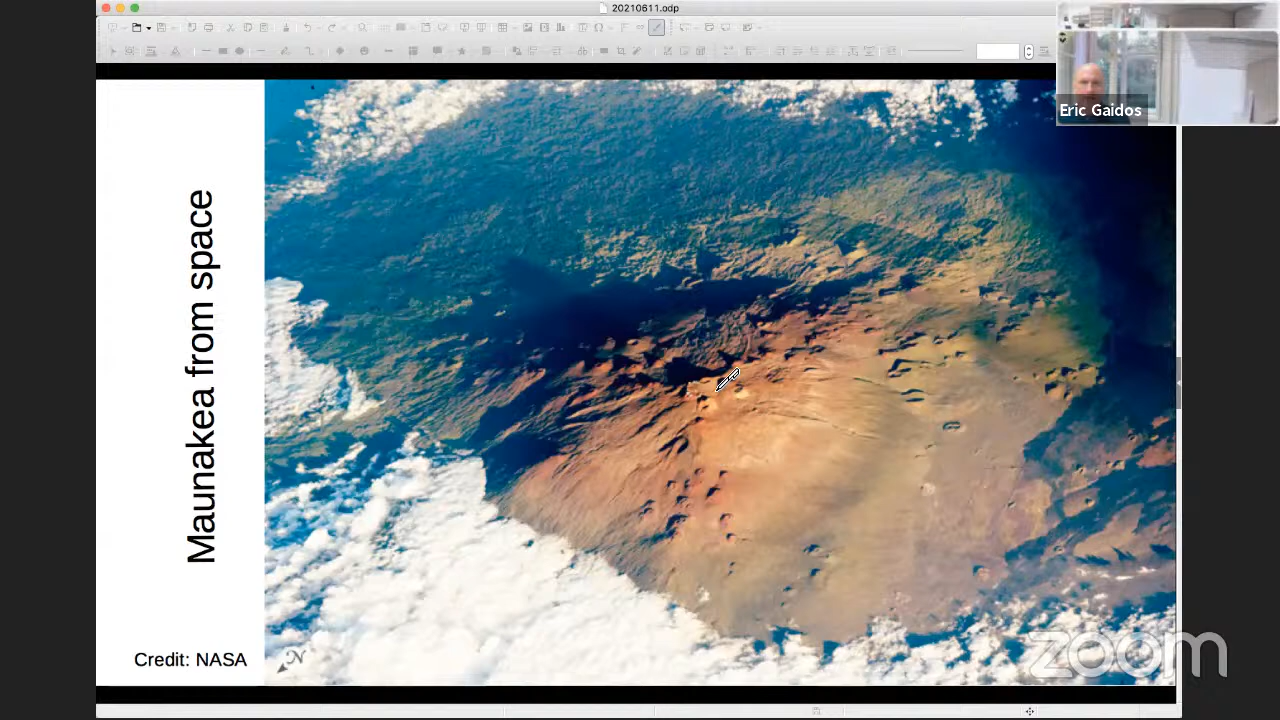 20210611.odp
Eric Gaidos
Maunakea from space
Credit: NASA
N
zoom